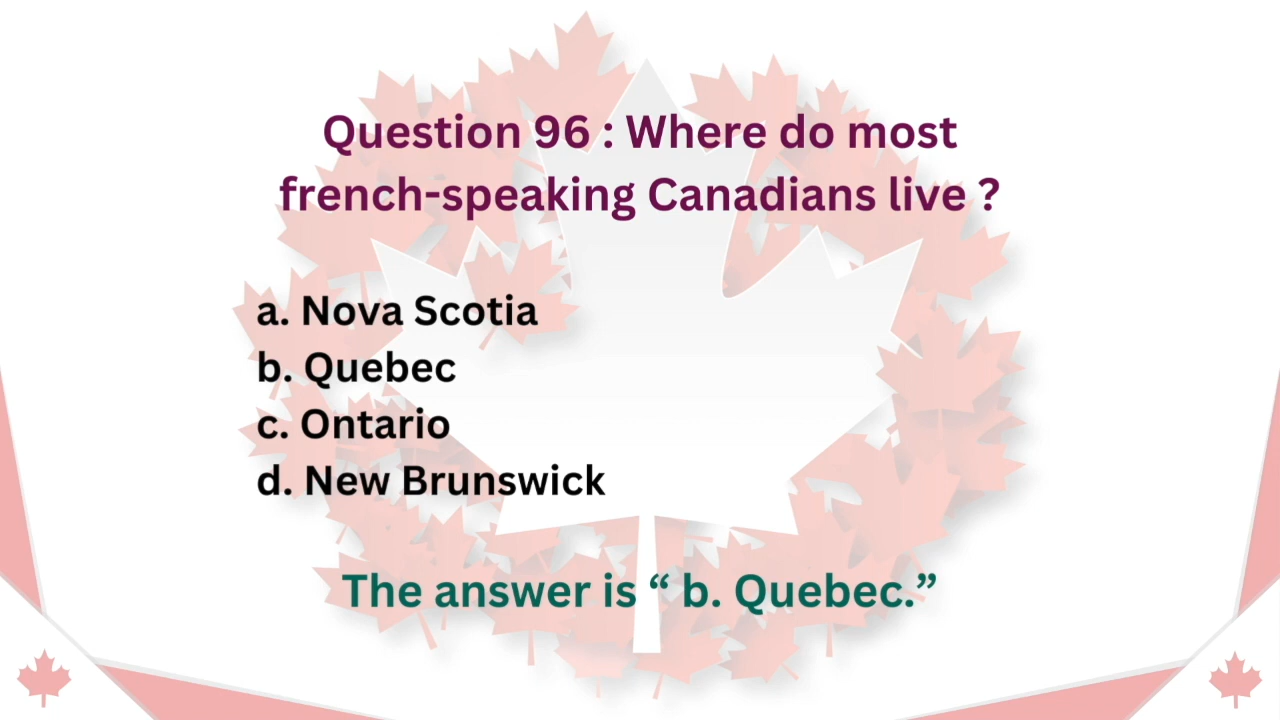 Question 96 : Where do most
french-speaking Canadians live ?
a. Nova Scotia
b. Quebec
c. Ontario
d. New Brunswick
The answer is “ b. Quebec.”